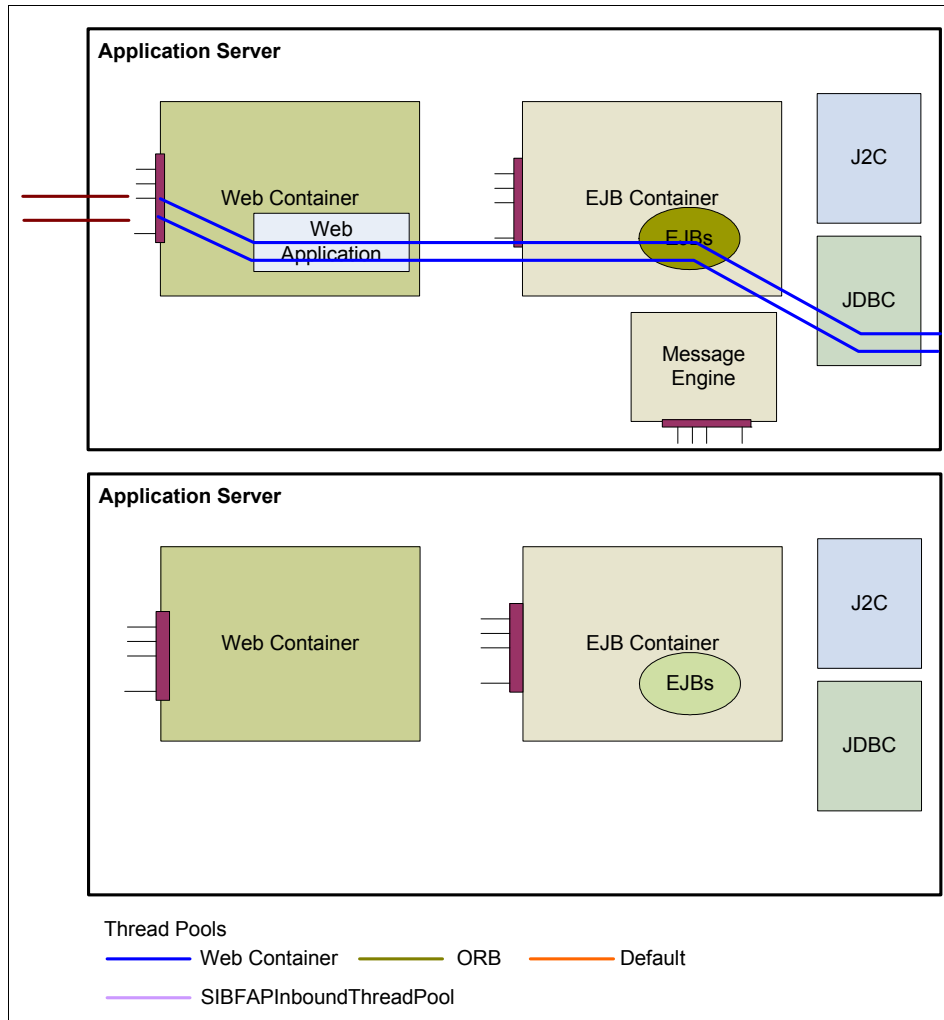 Application Server
J2C
Web Container
EJB Container
Web
Application
EJBs
JDBC
Message
Engine
Application Server
J2C
Web Container
EJB Container
EJBs
JDBC
Thread Pools
Web Container
ORB
Default
SIBFAPInboundThreadPool